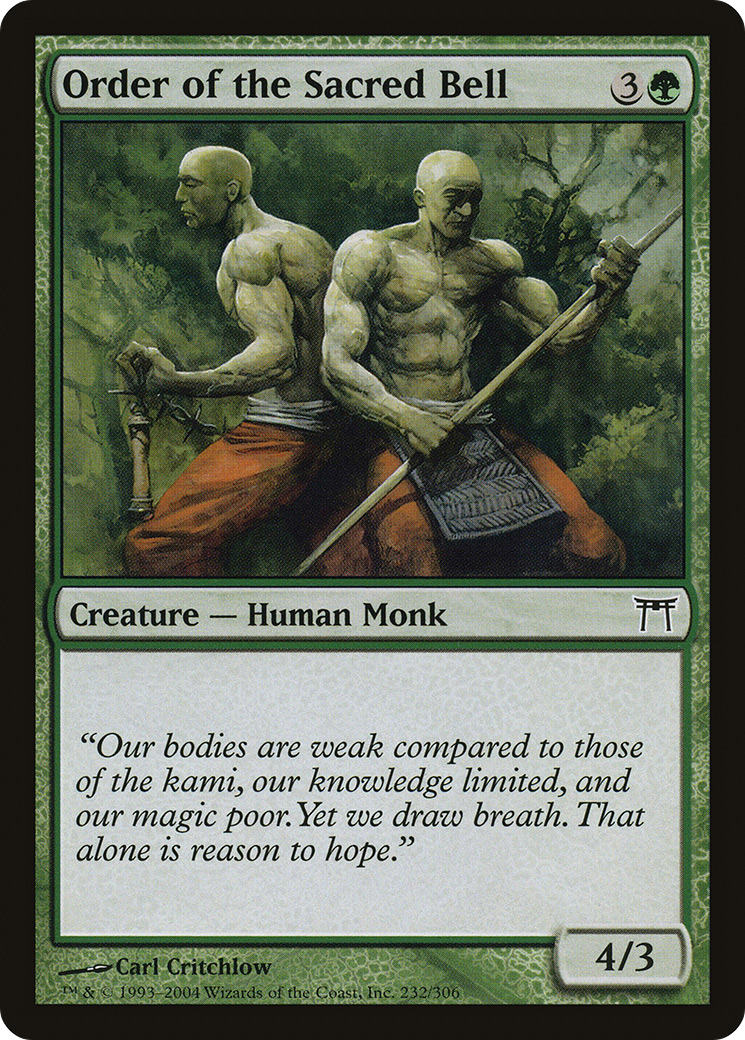 Order of the Sacred Bell 3
Creature — Human Monk
“Our bodies are weak compared to those
of the kami, our knowledge limited, and
our magic poor. Yet we draw breath. That
alone is reason to hope.”
4/3
Carl Critchlow
™ & © 1993–2004 Wizards of the Coast, Inc. 232/306